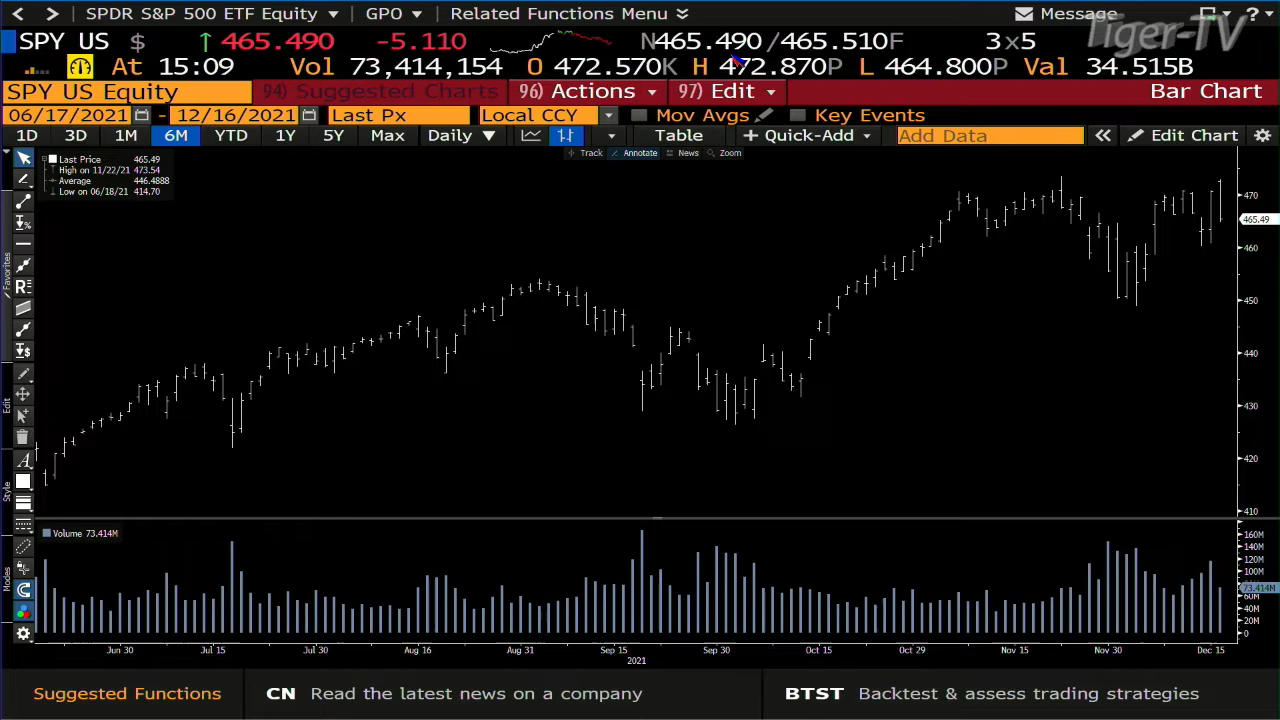 SPDR S&P 500 ETF Equity GPO Related Functions Menu Message ?
Tiger-TV
SPY US $ 465.490 -5.110 N465.490/465.510F 3x5
At 15:09 Vol 73,414,154 O 472.570K H 472.870P L 464.800P Val 34.515B
SPY US Equity 94) Suggested Charts 96) Actions 97) Edit Bar Chart
06/17/2021 - 12/16/2021 Last Px Local CCY Mov Avgs Key Events
1D 3D 1M 6M YTD 1Y 5Y Max Daily Table + Quick-Add Add Data Edit Chart
Track Annotate News Zoom
Last Price 465.49
High on 11/22/21 473.54
Average 446.4888
Low on 06/18/21 414.70
470
465.49
460
450
440
430
420
410
Favorites
Edit
Style
Modes
Volume 73.414M
160M
140M
120M
100M
73.414M
60M
40M
20M
0
Jun 30 Jul 15 Jul 30 Aug 16 Aug 31 Sep 15 Sep 30 Oct 15 Oct 29 Nov 15 Nov 30 Dec 15
2021
Suggested Functions CN Read the latest news on a company BTST Backtest & assess trading strategies